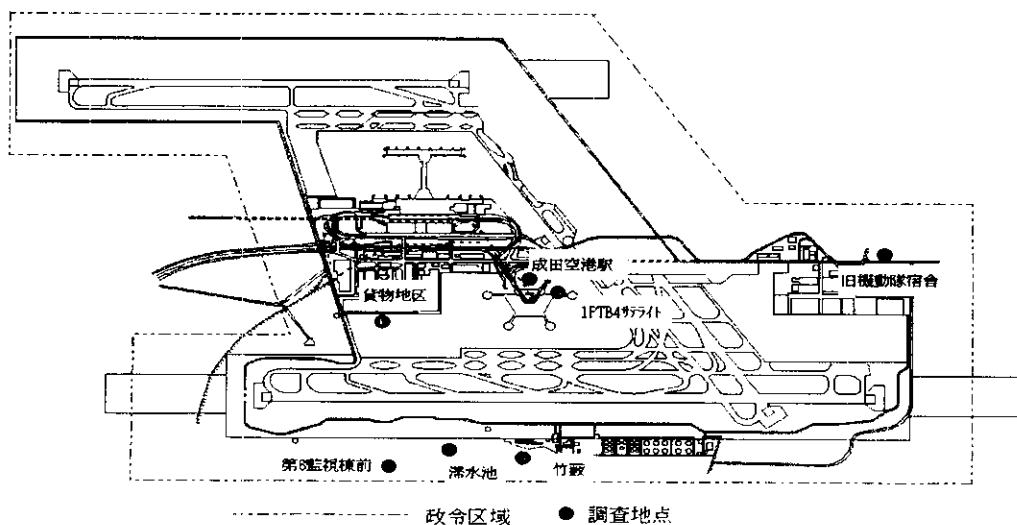 成田空港駅
旧機動隊宿舎
貨物地区
1PTB4サテライト
第6監視棟前
滞水池
竹藪
政令区域
調査地点